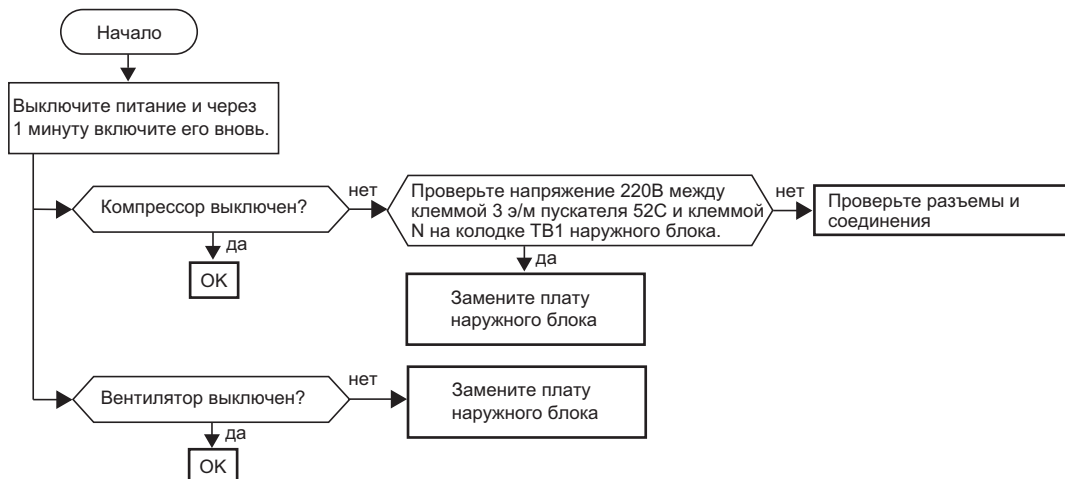 Начало
Выключите питание и через
1 минуту включите его вновь.
Компрессор выключен?
нет
Проверьте напряжение 220В между
клеммой 3 э/м пускателя 52С и клеммой
N на колодке ТВ1 наружного блока.
нет
Проверьте разъемы и
соединения
да
OK
да
Замените плату
наружного блока
Вентилятор выключен?
нет
Замените плату
наружного блока
да
OK